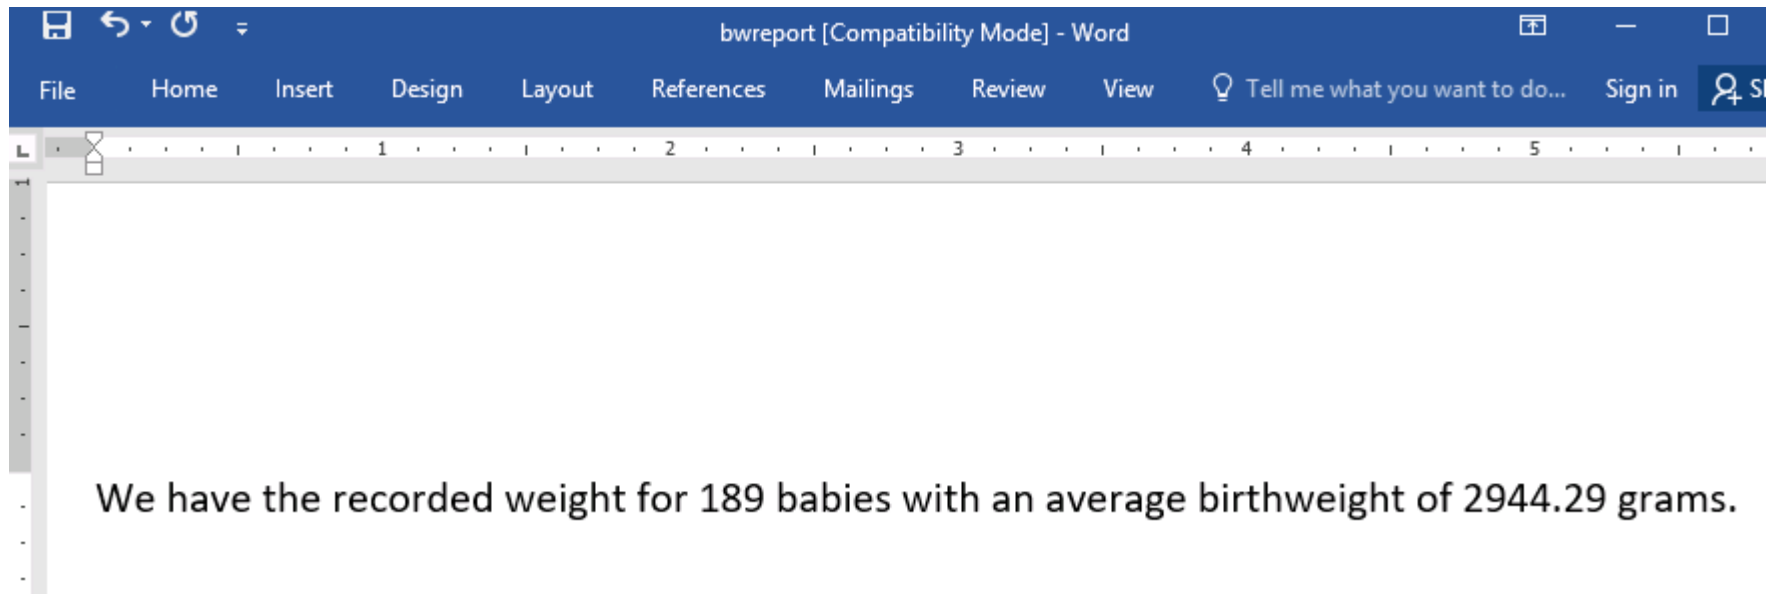 bwreport [Compatibility Mode] - Word
File Home Insert Design Layout References Mailings Review View Tell me what you want to do... Sign in
L 1 2 3 4 5
1
We have the recorded weight for 189 babies with an average birthweight of 2944.29 grams.